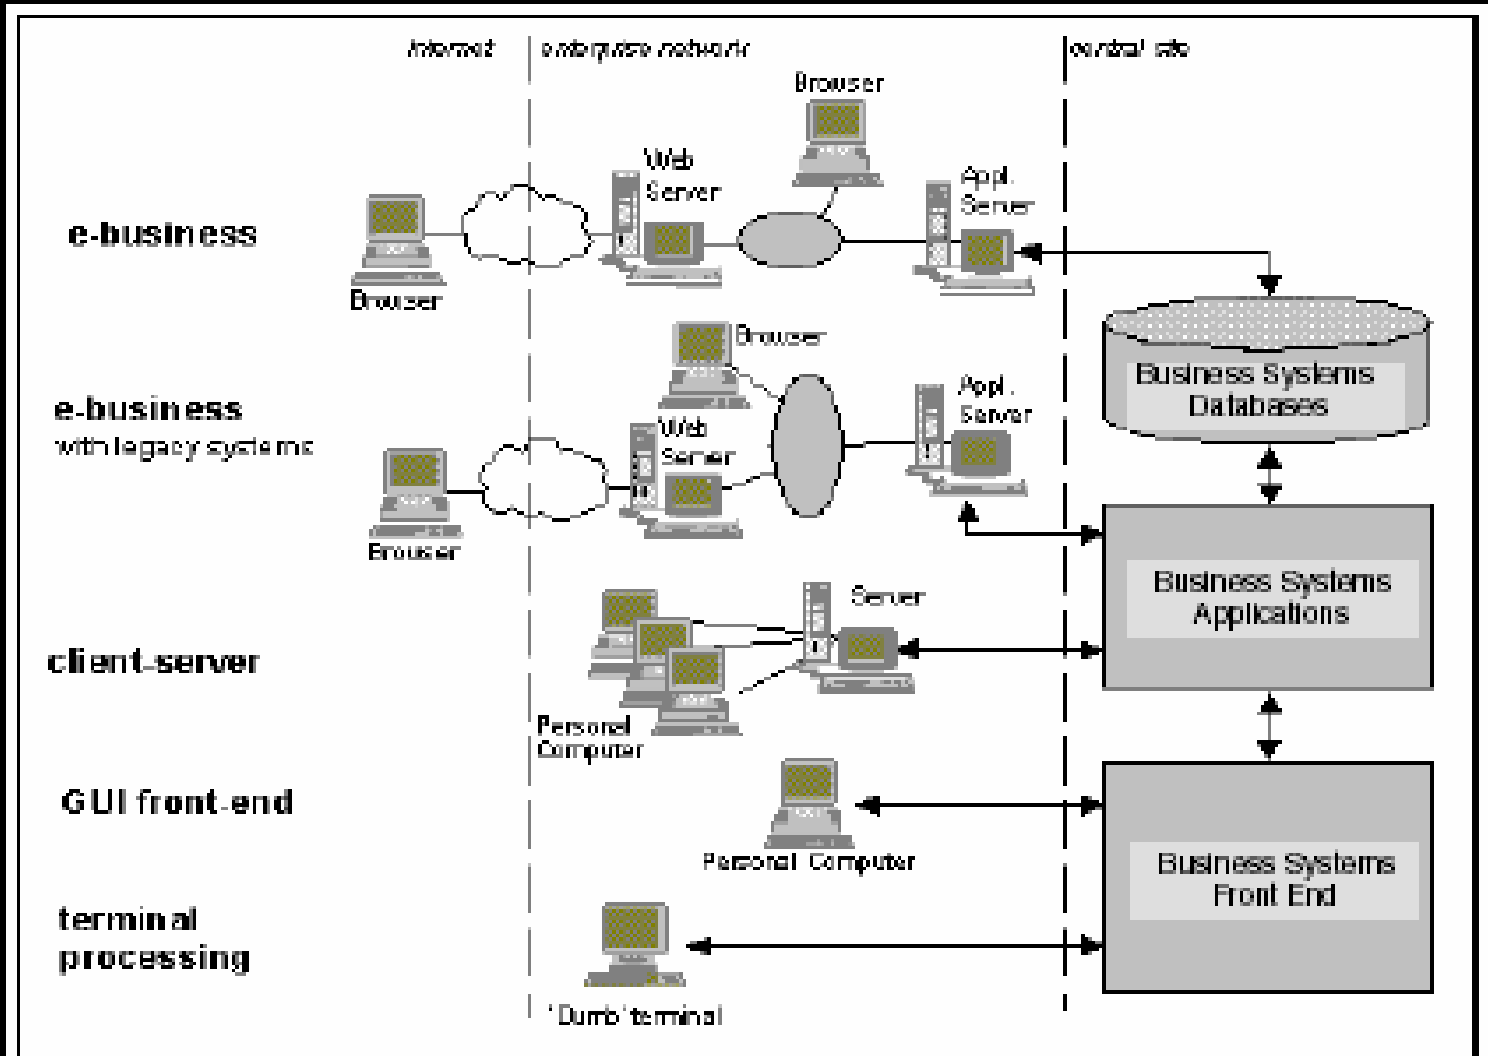 internet
enterprise network
central site
Browser
Web
Server
Appl.
Server
e-business
Browser
Browser
Business Systems
Databases
e-business
with legacy systems
Web
Server
Appl.
Server
Browser
Business Systems
Applications
Server
client-server
Personal
Computer
GUI front-end
Personal Computer
Business Systems
Front End
terminal
processing
'Dumb' terminal